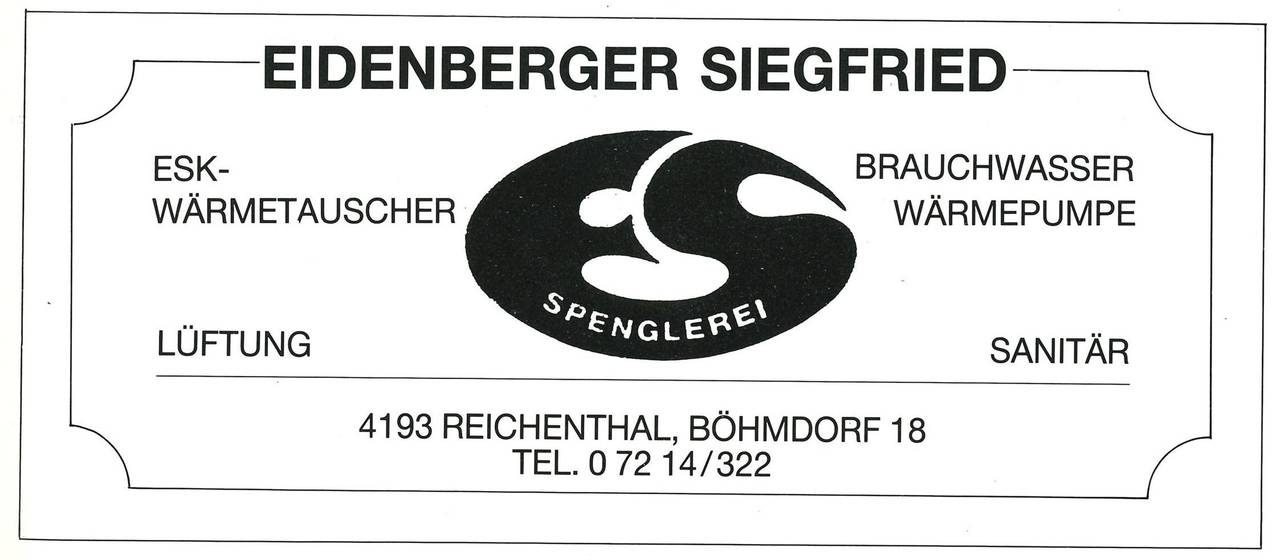 EIDENBERGER SIEGFRIED
ESK-
WÄRMETAUSCHER
BRAUCHWASSER
WÄRMEPUMPE
SPENGLEREI
LÜFTUNG
SANITÄR
4193 REICHENTHAL, BÖHMDORF 18
TEL. 0 72 14/322